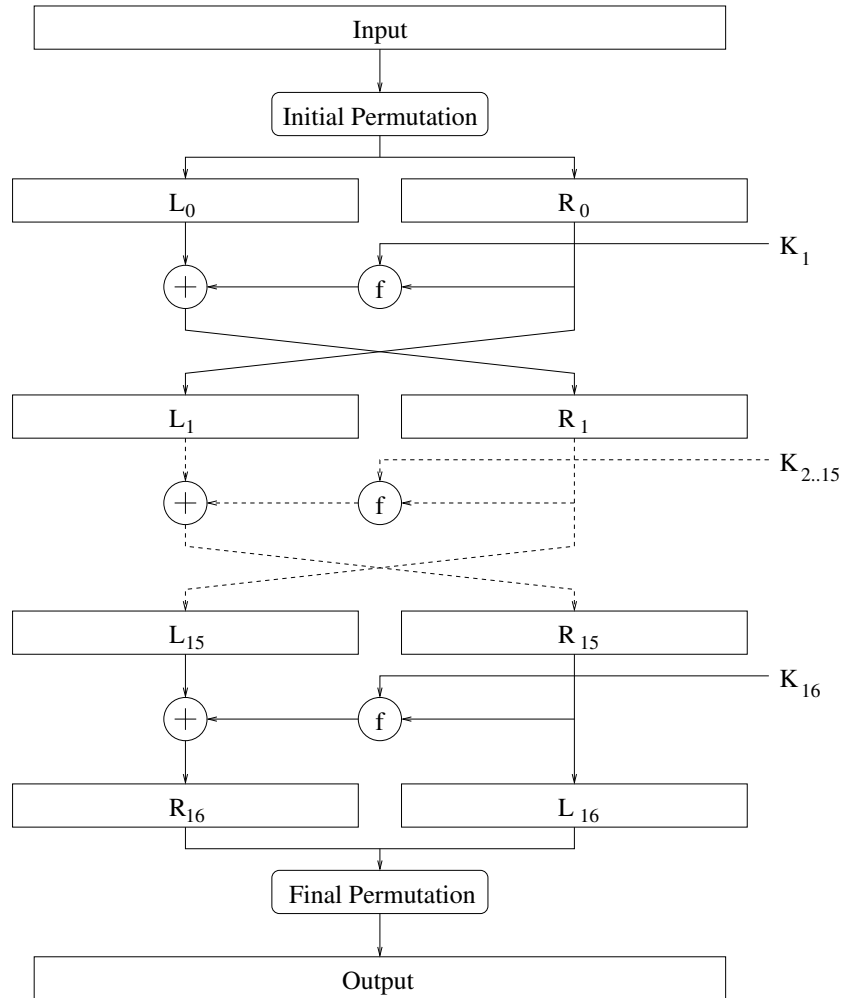 Input
Initial Permutation
L0 R0
K1
+ f
L1 R1
K2..15
+ f
L15 R15
K16
+ f
R16 L16
Final Permutation
Output